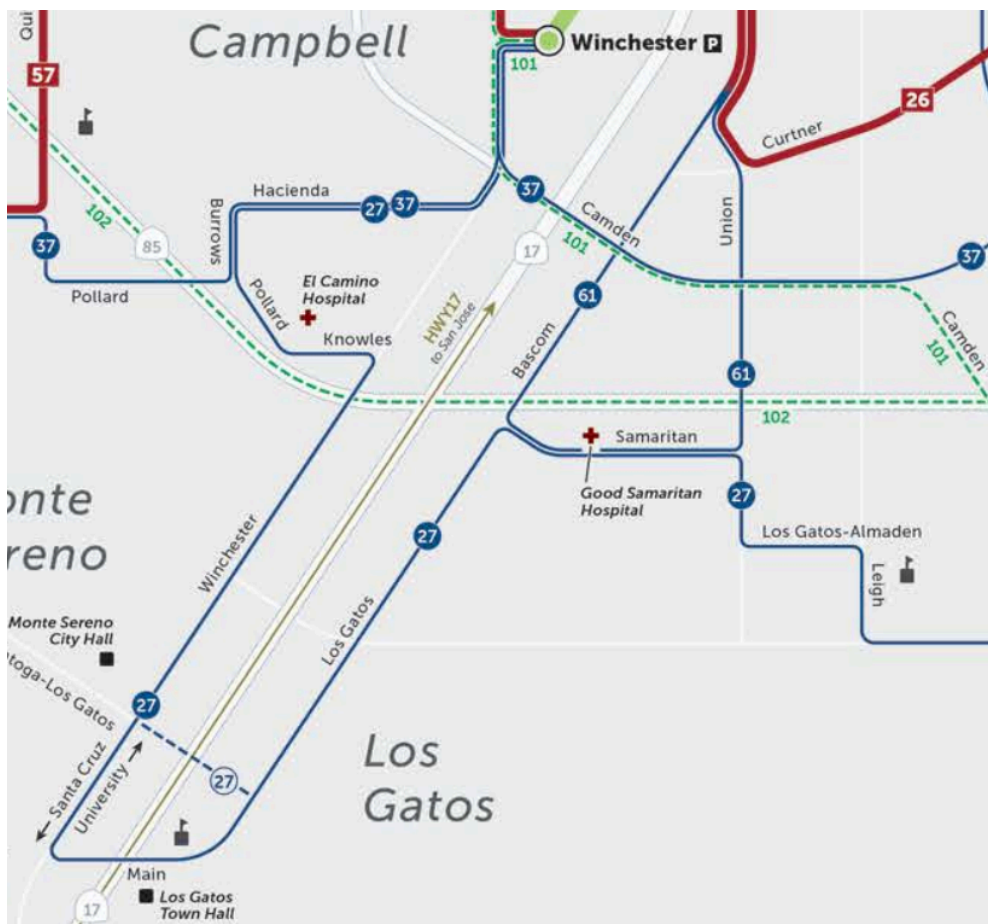 Qui
Campbell
Winchester P
101
57
26
Curtner
102
Hacienda
27
37
37
Camden
101
Union
Burrows
85
17
37
37
Pollard
El Camino
Hospital
Pollard
Knowles
HWY17
to San Jose
61
Bascom
Camden
101
61
102
Samaritan
Good Samaritan
Hospital
27
Los Gatos-Almaden
Leigh
onte
reno
Winchester
27
Monte Sereno
City Hall
Los Gatos
toga-Los Gatos
27
27
Santa Cruz
University
Los
Gatos
Main
Los Gatos
Town Hall
17